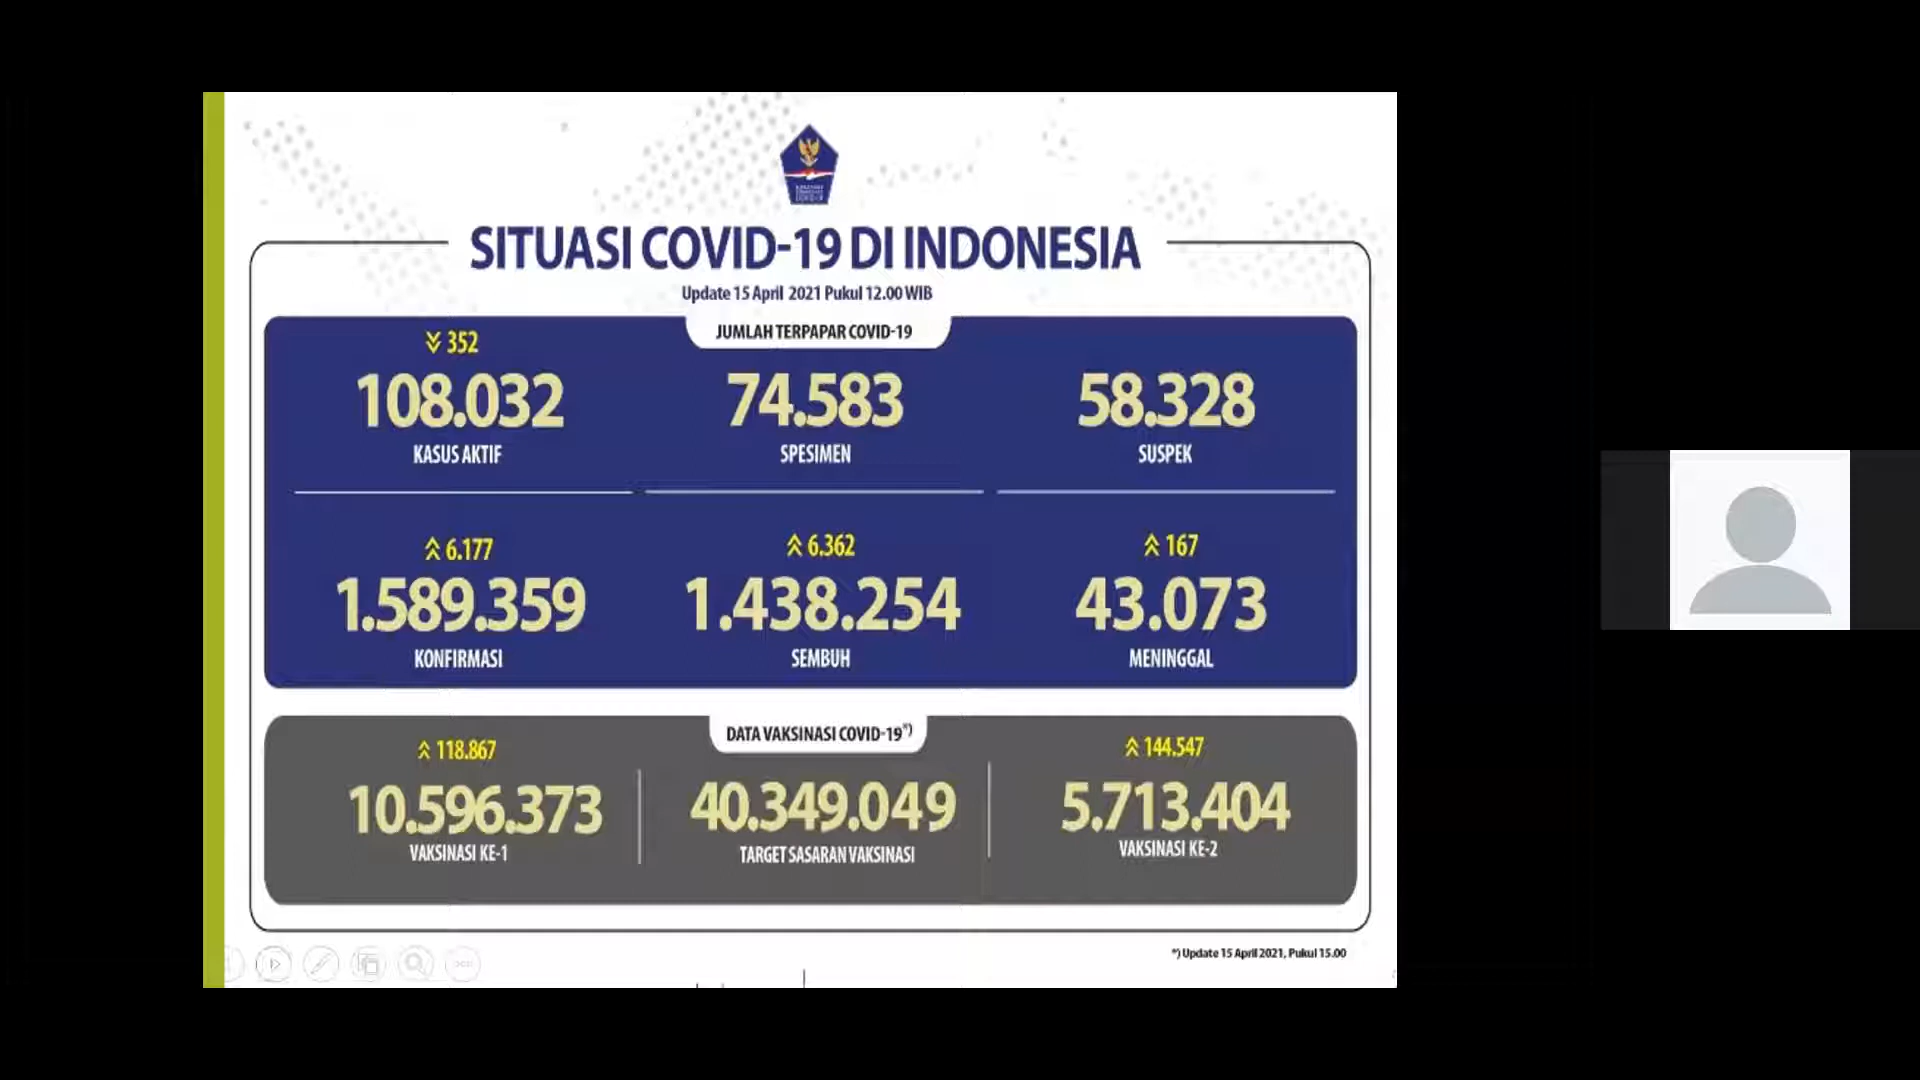 SITUASI COVID-19 DI INDONESIA
Update 15 April 2021 Pukul 12.00 WIB
JUMLAH TERPAPAR COVID-19
352
108.032
KASUS AKTIF
74.583
SPESIMEN
58.328
SUSPEK
6.177
1.589.359
KONFIRMASI
6.362
1.438.254
SEMBUH
167
43.073
MENINGGAL
DATA VAKSINASI COVID-19*)
118.867
10.596.373
VAKSINASI KE-1
40.349.049
TARGET SASARAN VAKSINASI
144.547
5.713.404
VAKSINASI KE-2
*) Update 15 April 2021, Pukul 15.00